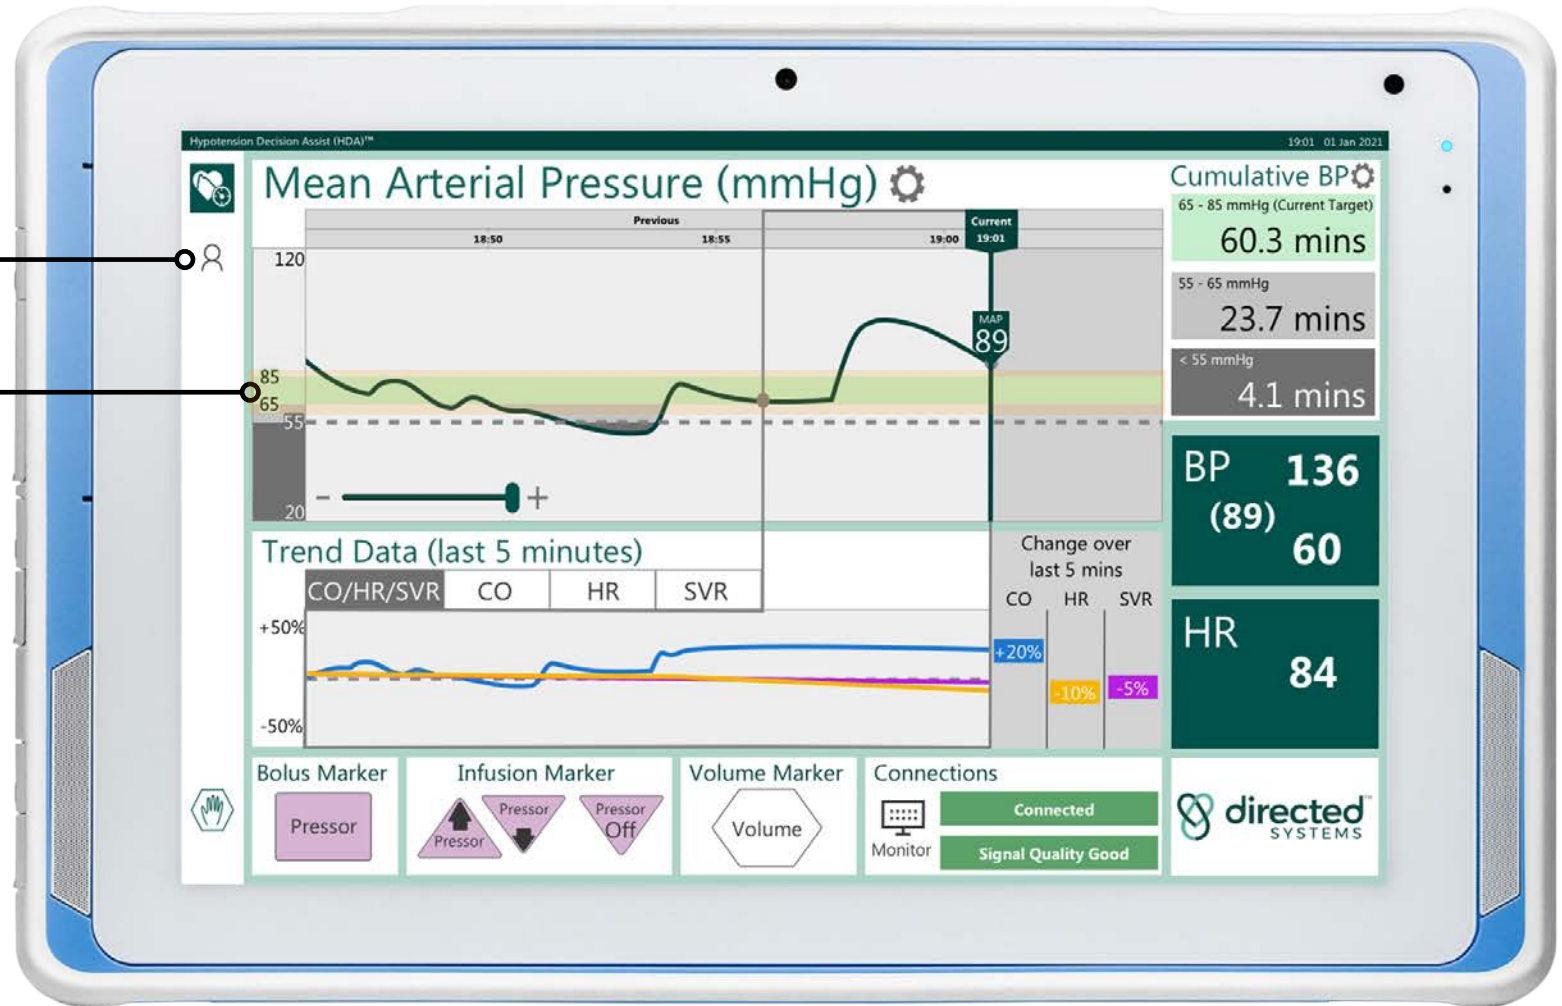 Hypotension Decision Assist (HDA)™
19:01 01 Jan 2021
Mean Arterial Pressure (mmHg)
Previous
Current
18:50
18:55
19:00
19:01
120
MAP
89
85
65
55
20
- +
Cumulative BP
65 - 85 mmHg (Current Target)
60.3 mins
55 - 65 mmHg
23.7 mins
< 55 mmHg
4.1 mins
BP 136
(89)
60
HR
84
Trend Data (last 5 minutes)
CO/HR/SVR CO HR SVR
+50%
-50%
Change over
last 5 mins
CO HR SVR
+20%
-10%
-5%
Bolus Marker
Pressor
Infusion Marker
Pressor
Pressor
Pressor
Off
Volume Marker
Volume
Connections
Monitor
Connected
Signal Quality Good
directed™
SYSTEMS